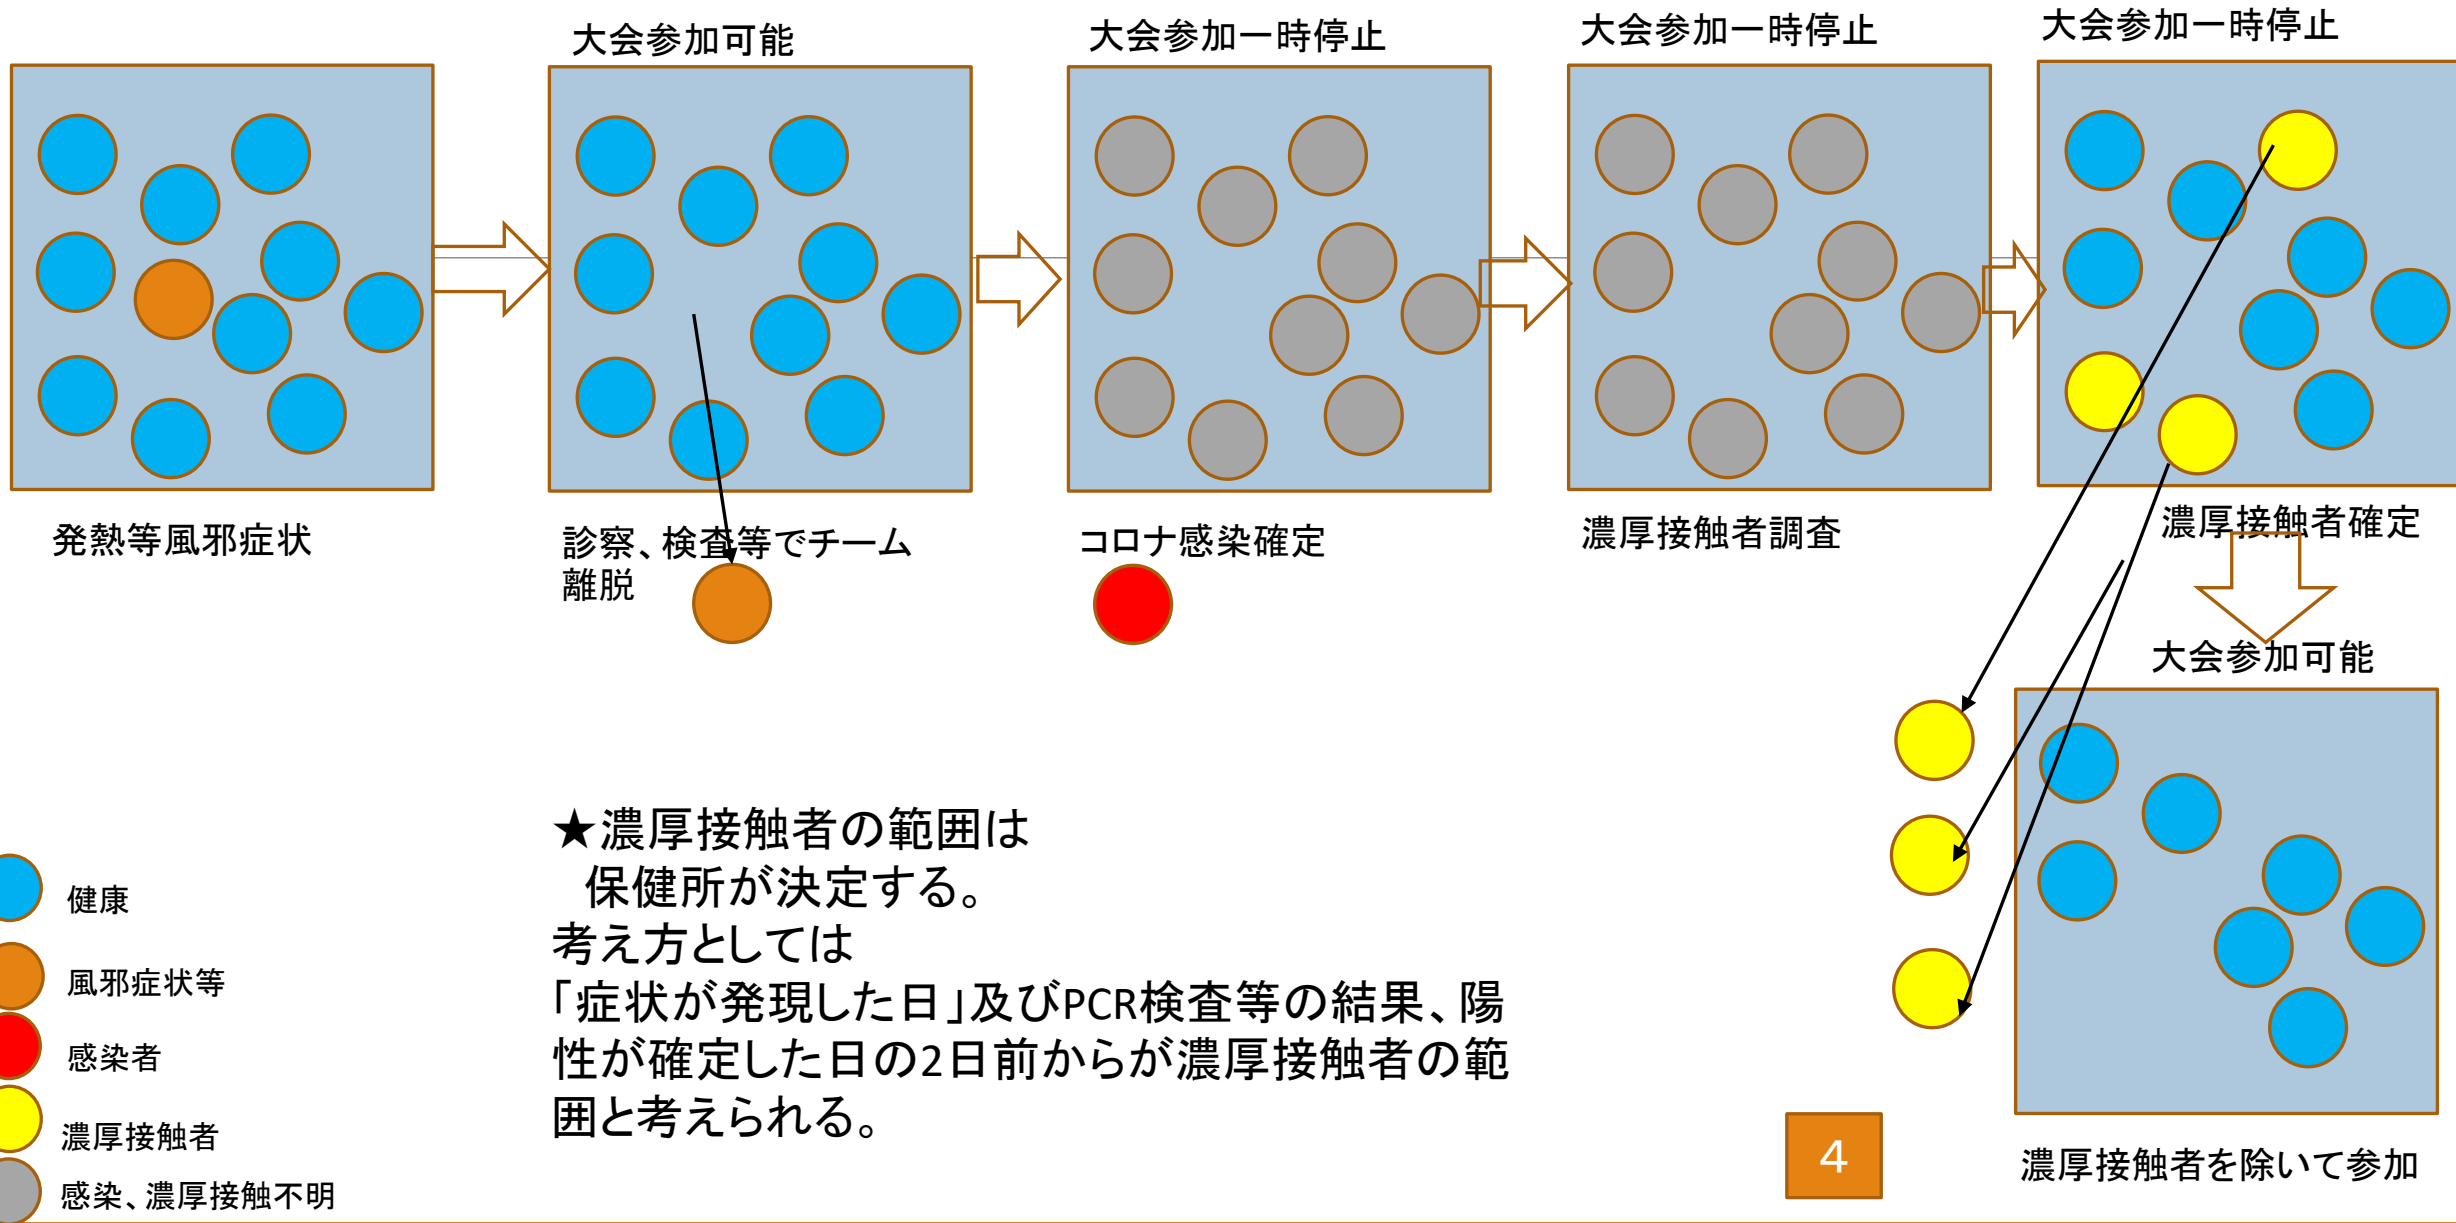 大会参加可能
大会参加一時停止
大会参加一時停止
大会参加一時停止
発熱等風邪症状
診察、検査等でチーム
離脱
コロナ感染確定
濃厚接触者調査
濃厚接触者確定
大会参加可能
★濃厚接触者の範囲は
保健所が決定する。
考え方としては
「症状が発現した日」及びPCR検査等の結果、陽
性が確定した日の2日前からが濃厚接触者の範
囲と考えられる。
健康
風邪症状等
感染者
濃厚接触者
感染、濃厚接触不明
4
濃厚接触者を除いて参加